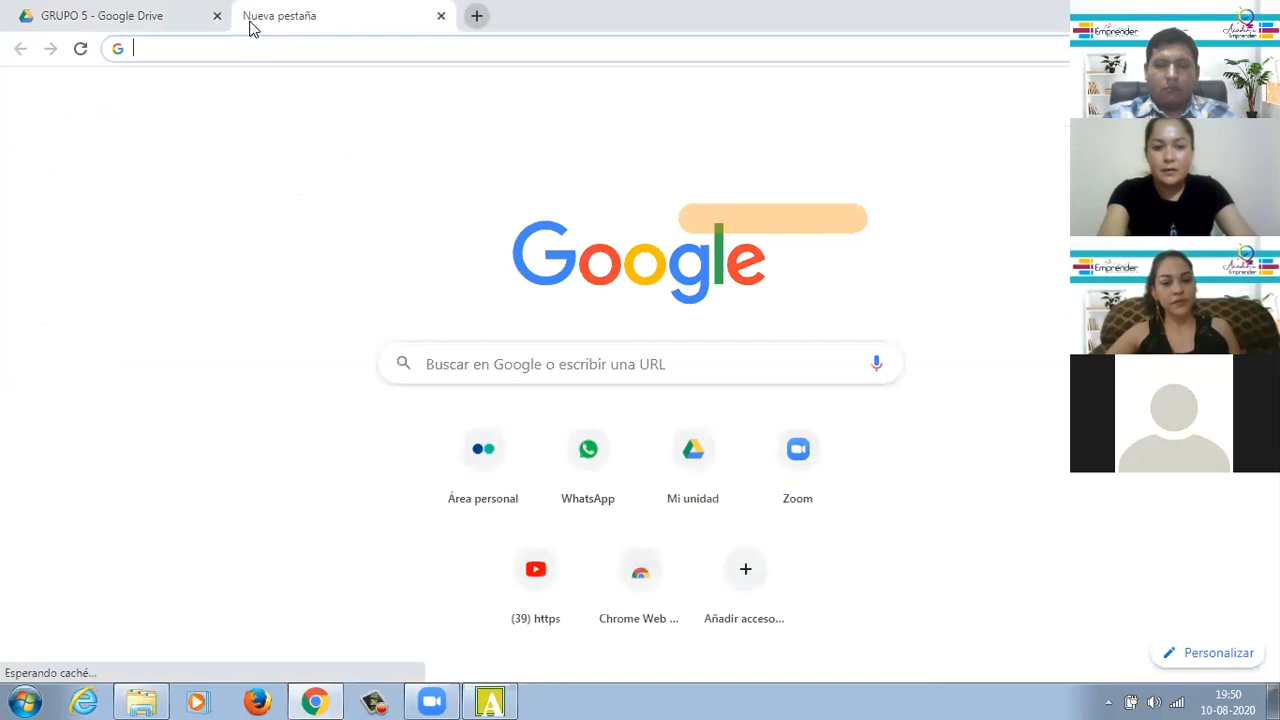 GRUPO 5 - Google Drive
Nueva pestaña
Google
Buscar en Google o escribir una URL
Área personal
WhatsApp
Mi unidad
Zoom
(39) https
Chrome Web ...
Añadir acceso...
Personalizar
Esperando caché...
19:50
10-08-2020
Emprender
Emprender